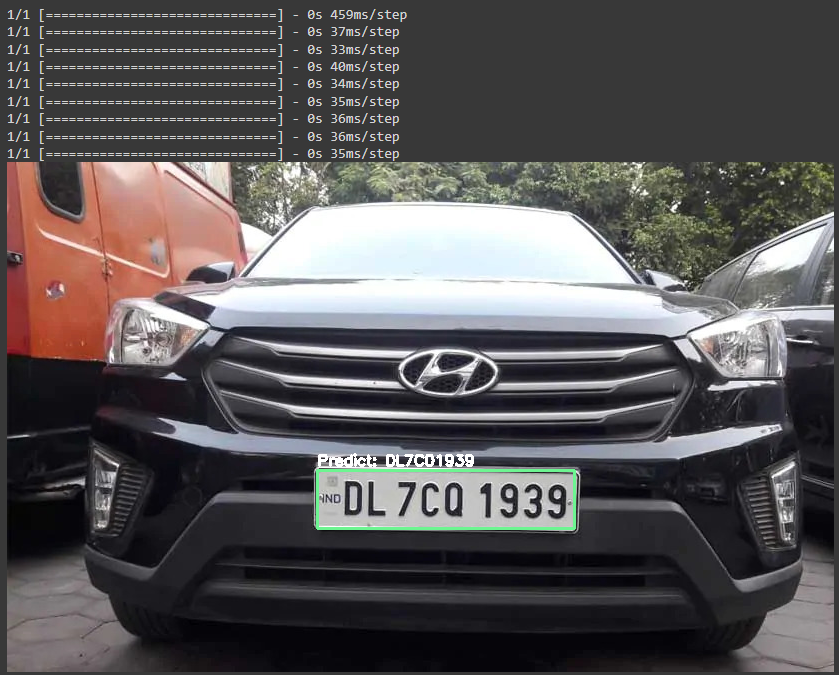 1/1 [==============================] - 0s 459ms/step
1/1 [==============================] - 0s 37ms/step
1/1 [==============================] - 0s 33ms/step
1/1 [==============================] - 0s 40ms/step
1/1 [==============================] - 0s 34ms/step
1/1 [==============================] - 0s 35ms/step
1/1 [==============================] - 0s 36ms/step
1/1 [==============================] - 0s 36ms/step
1/1 [==============================] - 0s 35ms/step
Predict: DL7CD1939
IND DL 7CQ 1939